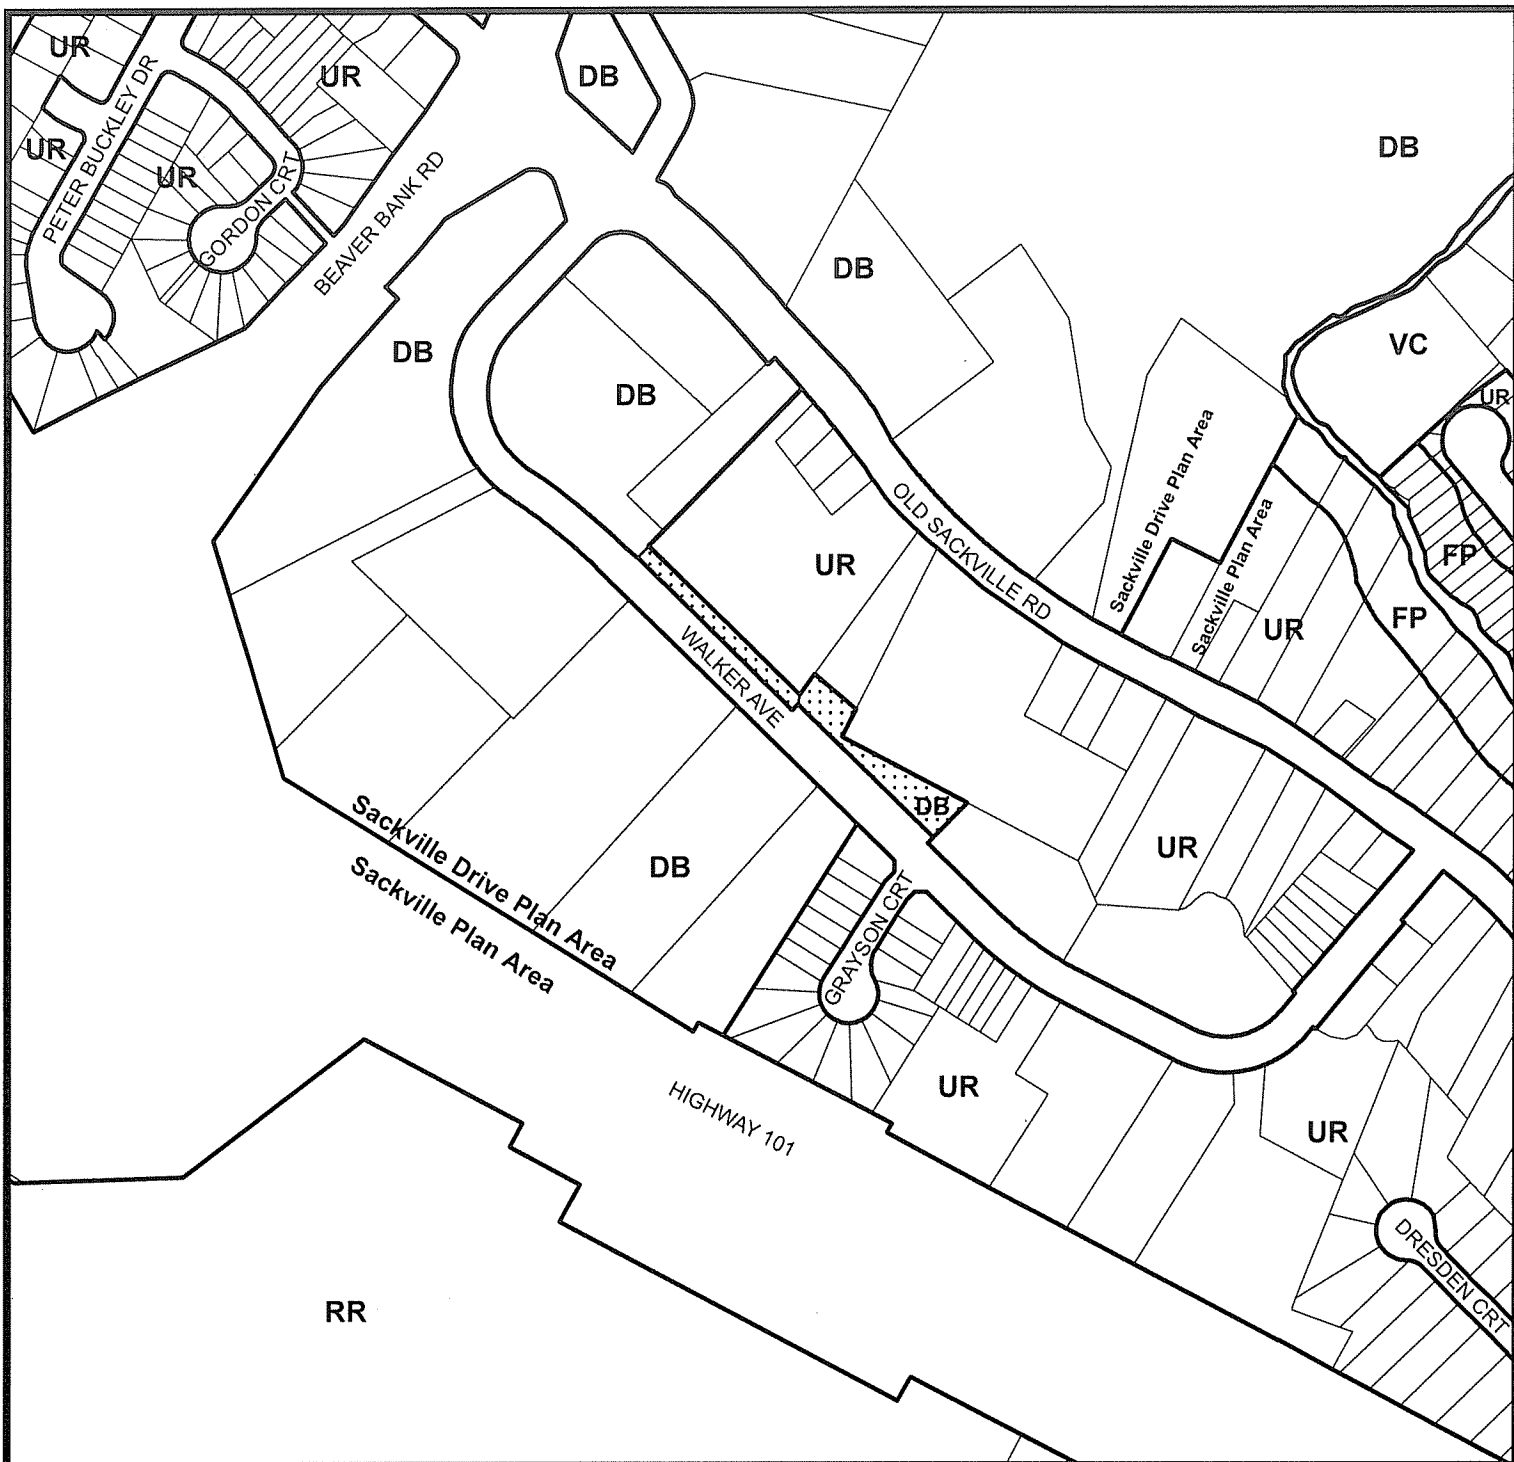 UR
UR
DB
PETER BUCKLEY DR
UR
UR
GORDON CRT
BEAVER BANK RD
DB
DB
DB
DB
VC
UR
Sackville Drive Plan Area
Sackville Plan Area
OLD SACKVILLE RD
UR
UR
FP
FP
WALKER AVE
DB
UR
Sackville Drive Plan Area
Sackville Plan Area
DB
GRAYSON CRT
UR
HIGHWAY 101
UR
DRESDEN CRT
RR